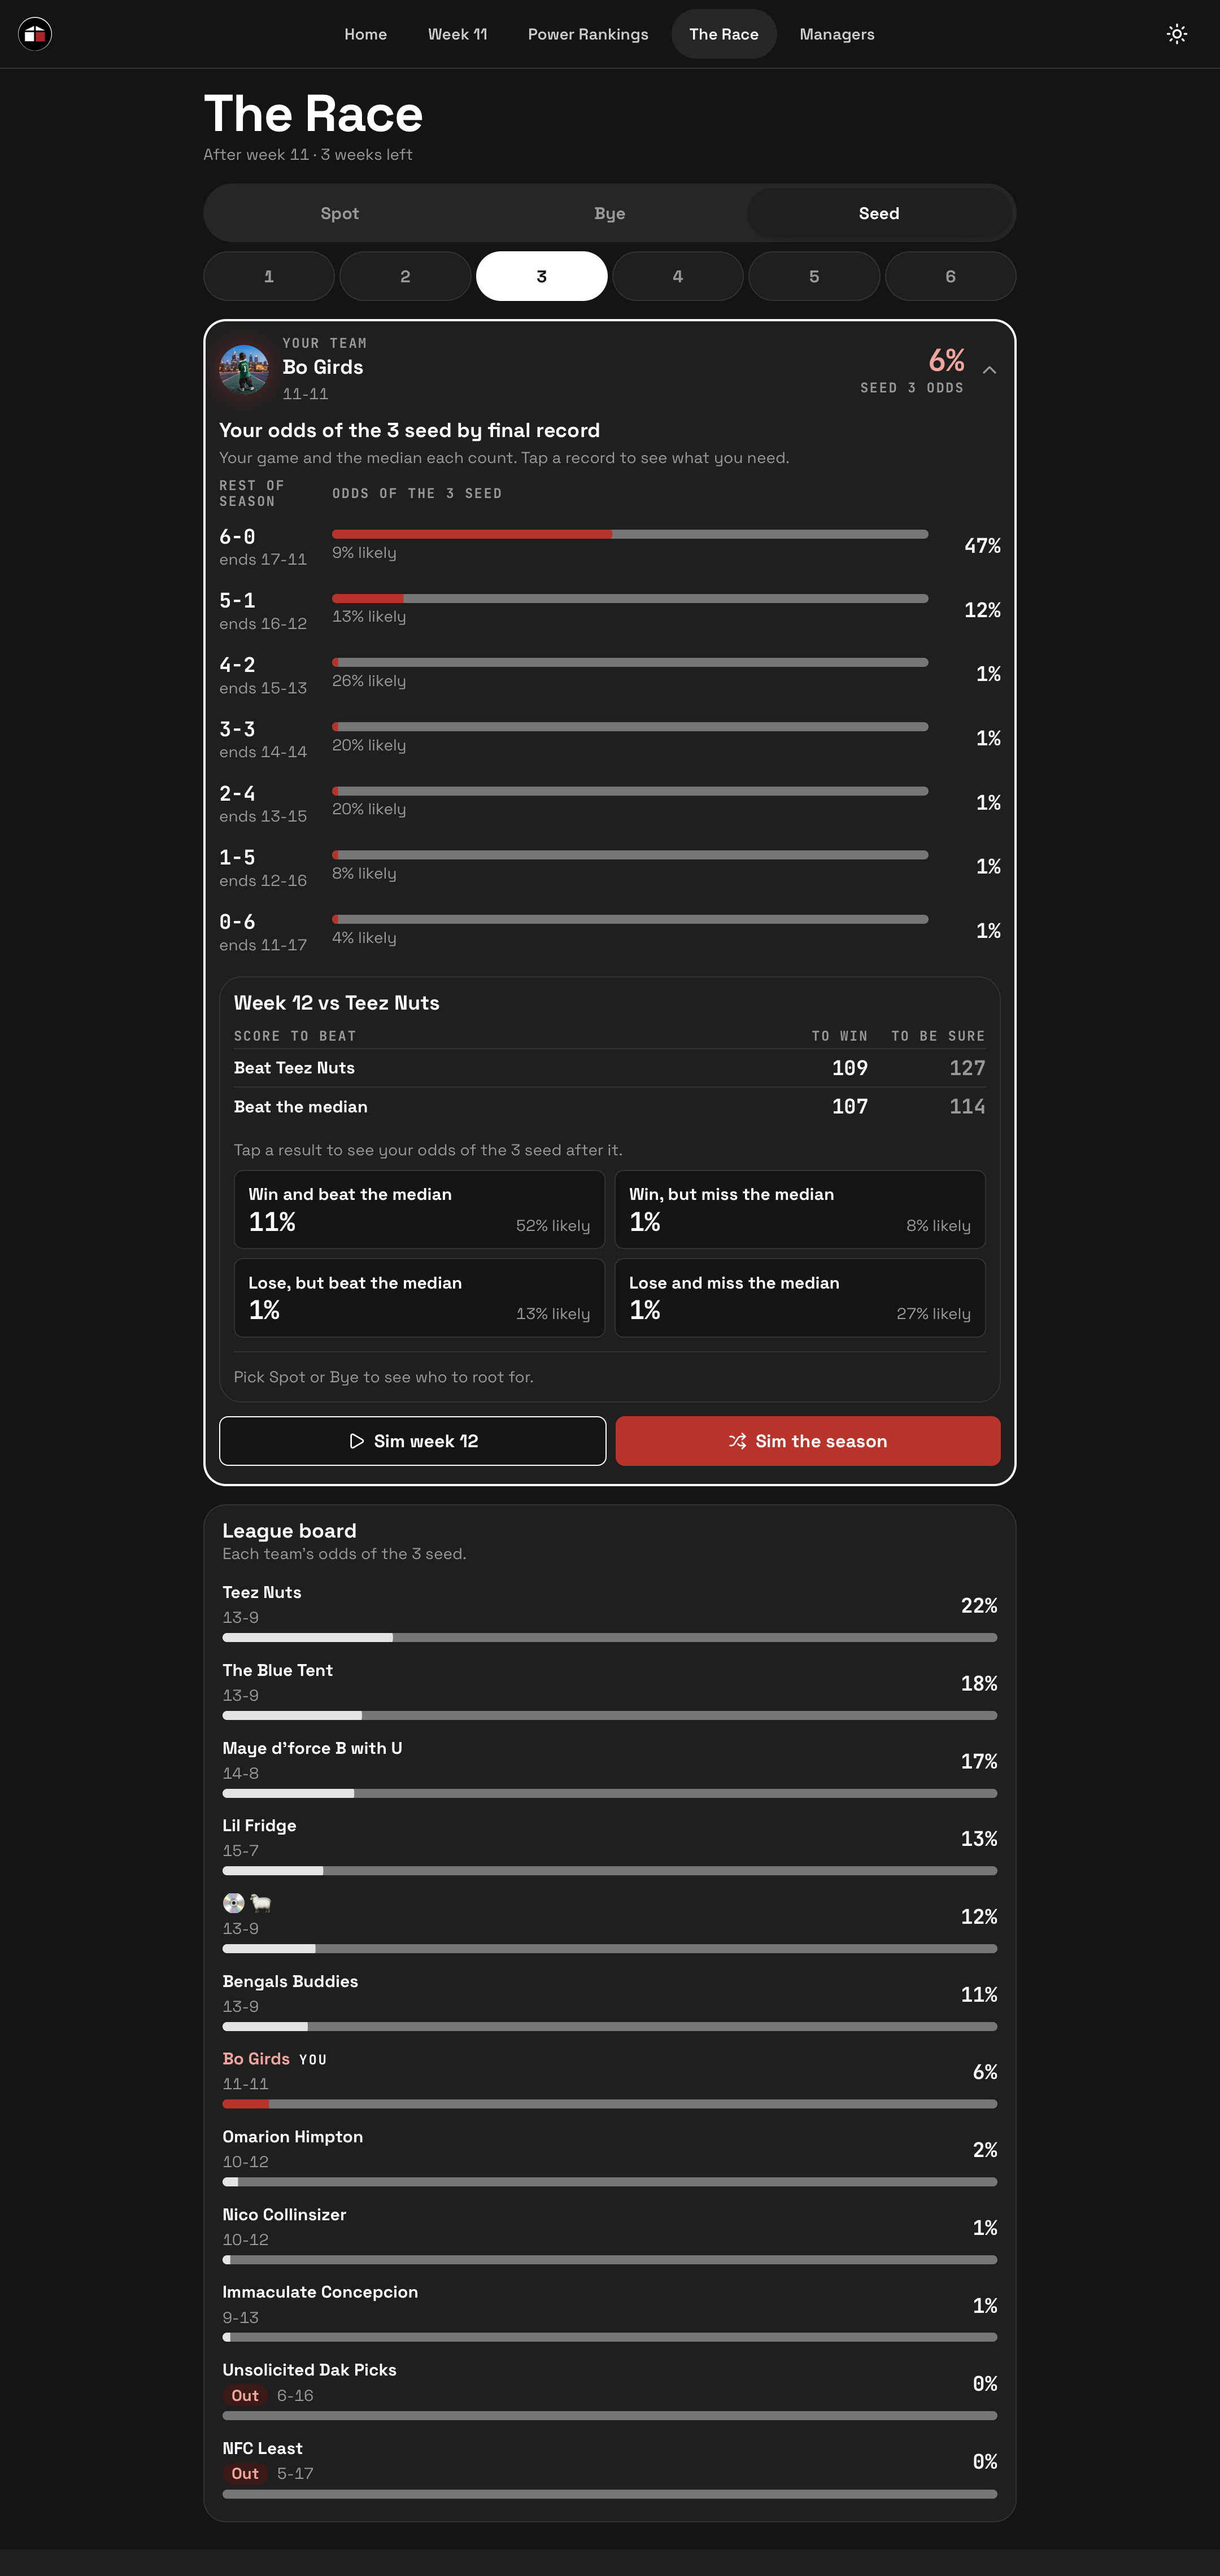 Home Week 11 Power Rankings The Race Managers
The Race
After week 11 · 3 weeks left
Spot Bye Seed
1 2 3 4 5 6
YOUR TEAM
Bo Girds
11-11
6%
SEED 3 ODDS
Your odds of the 3 seed by final record
Your game and the median each count. Tap a record to see what you need.
REST OF
SEASON
ODDS OF THE 3 SEED
6-0
ends 17-11
9% likely
47%
5-1
ends 16-12
13% likely
12%
4-2
ends 15-13
26% likely
1%
3-3
ends 14-14
20% likely
1%
2-4
ends 13-15
20% likely
1%
1-5
ends 12-16
8% likely
1%
0-6
ends 11-17
4% likely
1%
Week 12 vs Teez Nuts
SCORE TO BEAT TO WIN TO BE SURE
Beat Teez Nuts 109 127
Beat the median 107 114
Tap a result to see your odds of the 3 seed after it.
Win and beat the median
11% 52% likely
Win, but miss the median
1% 8% likely
Lose, but beat the median
1% 13% likely
Lose and miss the median
1% 27% likely
Pick Spot or Bye to see who to root for.
Sim week 12
Sim the season
League board
Each team's odds of the 3 seed.
Teez Nuts
13-9
22%
The Blue Tent
13-9
18%
Maye d'force B with U
14-8
17%
Lil Fridge
15-7
13%
💿 🐑
13-9
12%
Bengals Buddies
13-9
11%
Bo Girds YOU
11-11
6%
Omarion Himpton
10-12
2%
Nico Collinsizer
10-12
1%
Immaculate Concepcion
9-13
1%
Unsolicited Dak Picks
Out 6-16
0%
NFC Least
Out 5-17
0%